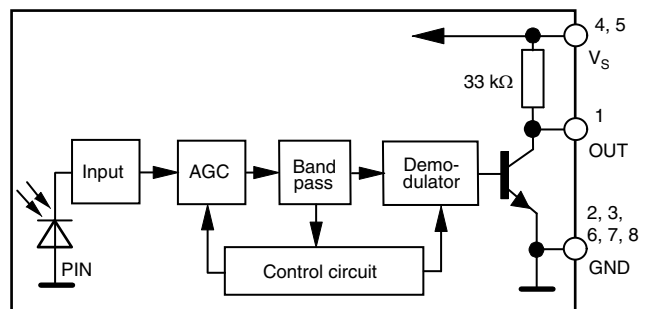 4, 5
V_S
33 kΩ
1
OUT
Input
AGC
Band
pass
Demo-
dulator
2, 3,
6, 7, 8
GND
Control circuit
PIN